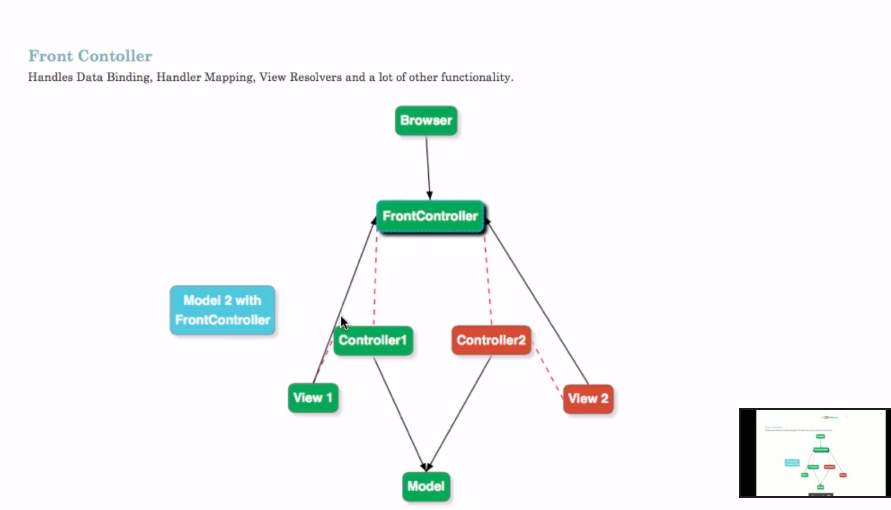 Front Contoller
Handles Data Binding, Handler Mapping, View Resolvers and a lot of other functionality.
Browser
FrontController
Model 2 with
FrontController
Controller1
Controller2
View 1
View 2
Model